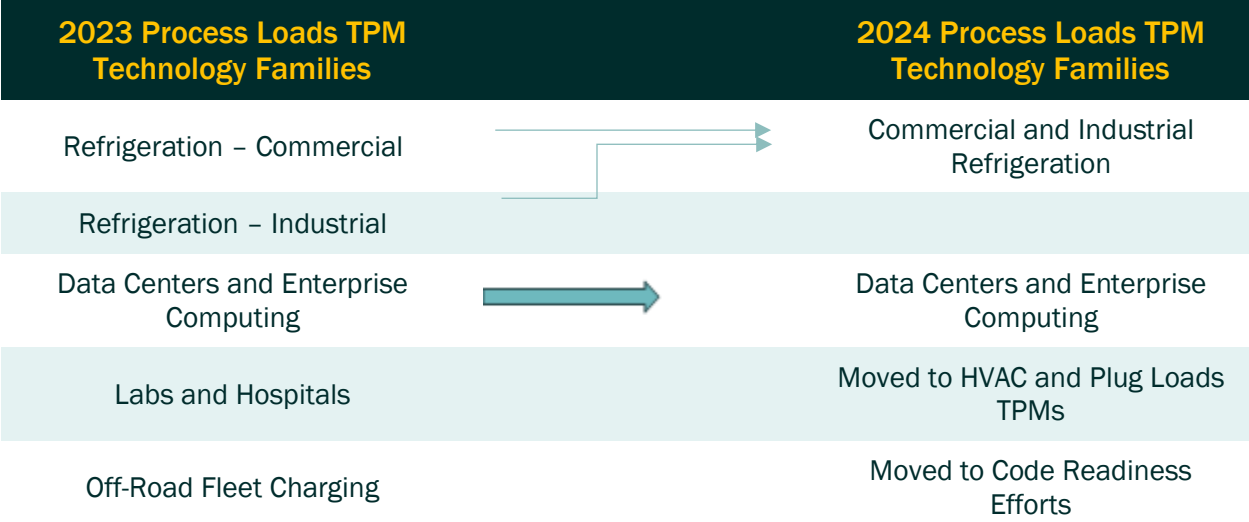 2023 Process Loads TPM
Technology Families
2024 Process Loads TPM
Technology Families
Refrigeration – Commercial
Commercial and Industrial
Refrigeration
Refrigeration – Industrial
Data Centers and Enterprise
Computing
Data Centers and Enterprise
Computing
Labs and Hospitals
Moved to HVAC and Plug Loads
TPMs
Off-Road Fleet Charging
Moved to Code Readiness
Efforts